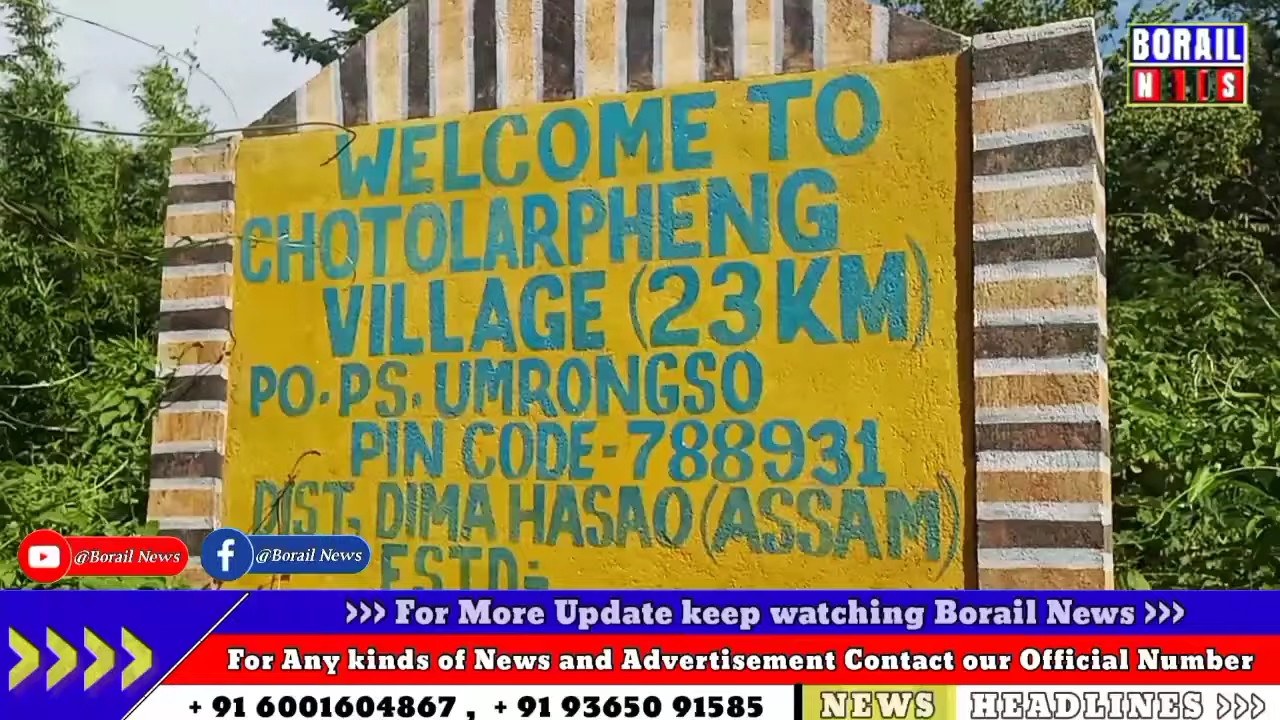 WELCOME TO
CHOTOLARPHENG
VILLAGE (23KM)
PO. PS. UMRONGSO
PIN CODE-788931
DIST. DIMA HASAO (ASSAM)
ESTD:-
BORAIL
@Borail News
@Borail News
>>> For More Update keep watching Borail News >>>
For Any kinds of News and Advertisement Contact our Official Number
+ 91 6001604867 , + 91 93650 91585
NEWS HEADLINES >>>